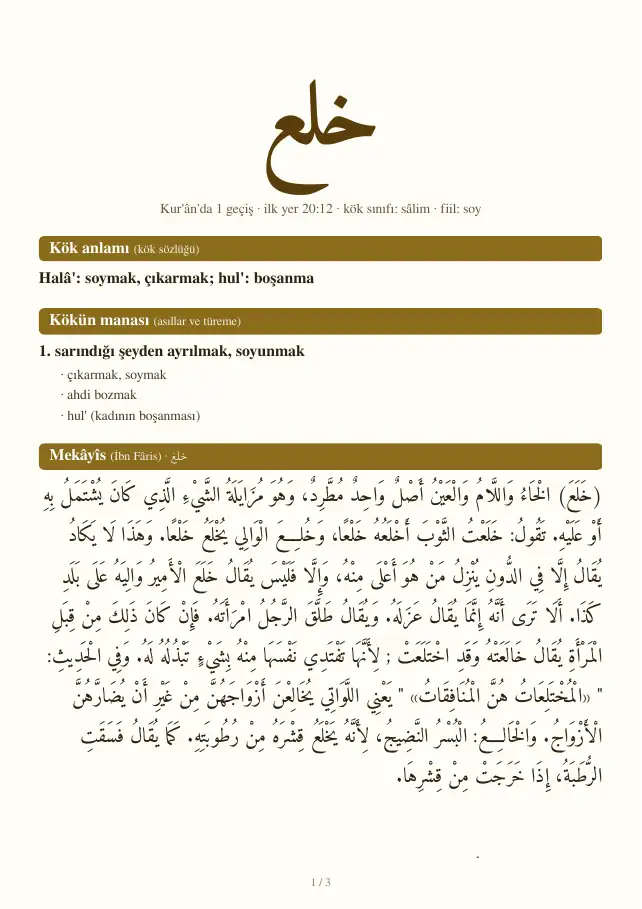 خلع
Kur'ân'da 1 geçiş · ilk yer 20:12 · kök sınıfı: sâlim · fiil: soy
Kök anlamı (kök sözlüğü)
Halâ': soymak, çıkarmak; hul': boşanma
Kökün manası (asıllar ve türeme)
1. sarındığı şeyden ayrılmak, soyunmak
· çıkarmak, soymak
· ahdi bozmak
· hul' (kadının boşanması)
Mekâyîs (İbn Fâris) · خلع
(خَلَعَ) الْخَاءُ وَاللَّامُ وَالْعَيْنُ أَصْلٌ وَاحِدٌ مُطَّرِدٌ، وَهُوَ مُزَايَلَةُ الشَّيْءِ الَّذِي كَانَ يُشْتَمَلُ بِهِ
أَوْ عَلَيْهِ. تَقُولُ: خَلَعْتُ الثَّوْبَ أَخْلَعُهُ خَلْعًا، وَخُلِـعَ الْوَالِي يُخْلَعُ خَلْعًا. وَهَذَا لَا يَكَادُ
يُقَالُ إِلَّا فِي الدُّونِ يُنْزِلُ مَنْ هُوَ أَعْلَى مِنْهُ، وَإِلَّا فَلَيْسَ يُقَالُ خَلَعَ الْأَمِيرُ وَالِيَهُ عَلَى بَلَدِ
كَذَا. أَلَا تَرَى أَنَّهُ إِنَّمَا يُقَالُ عَزَلَهُ. وَيُقَالُ طَلَّقَ الرَّجُلُ امْرَأَتَهُ. فَإِنْ كَانَ ذَلِكَ مِنْ قِبَلِ
الْمَرْأَةِ يُقَالُ خَالَعَتْهُ وَقَدِ اخْتَلَعَتْ ; لِأَنَّهَا تَفْتَدِي نَفْسَهَا مِنْهُ بِشَيْءٍ تَبْذُلُهُ لَهُ. وَفِي الْحَدِيثِ:
" «الْمُخْتَلِعَاتُ هُنَّ الْمُنَافِقَاتُ» " يَعْنِي اللَّوَاتِي يُخَالِعْنَ أَزْوَاجَهُنَّ مِنْ غَيْرِ أَنْ يُضَارَّهُنَّ
الْأَزْوَاجُ. وَالْخَالِـعُ: الْبُسْرُ النَّضِيجُ، لِأَنَّهُ يَخْلَعُ قِشْرَهُ مِنْ رُطُوبَتِهِ. كَمَا يُقَالُ فَسَقَتِ
الرُّطَبَةُ، إِذَا خَرَجَتْ مِنْ قِشْرِهَا.
1 / 3